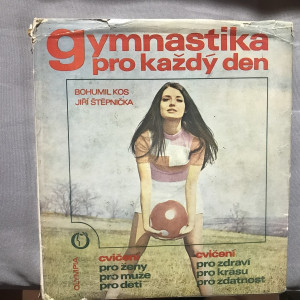 gymnastika
pro každý den
BOHUMIL KOS
JIŘÍ ŠTĚPNIČKA
cvičení
pro ženy
pro muže
pro děti
cvičení
pro zdraví
pro krásu
pro zdatnost
OLYMPIA